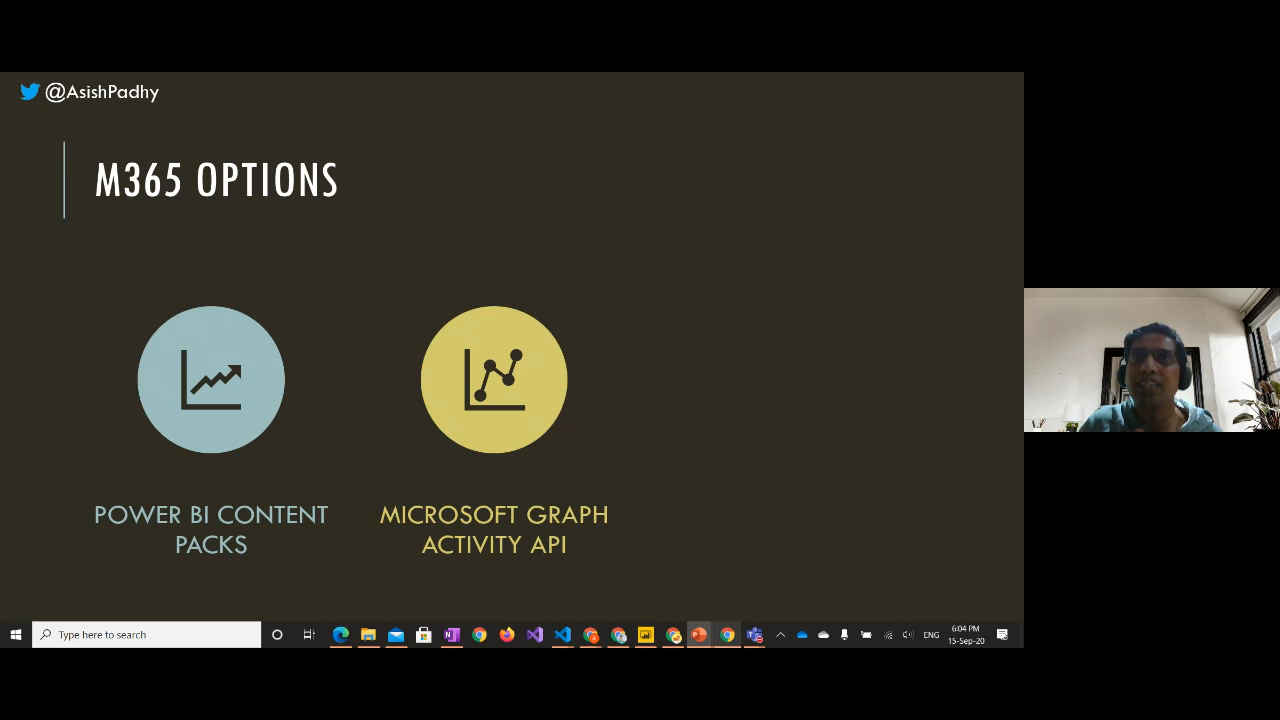 @AsishPadhy
M365 OPTIONS
POWER BI CONTENT
PACKS
MICROSOFT GRAPH
ACTIVITY API
Type here to search
ENG
6:04 PM
15-Sep-20